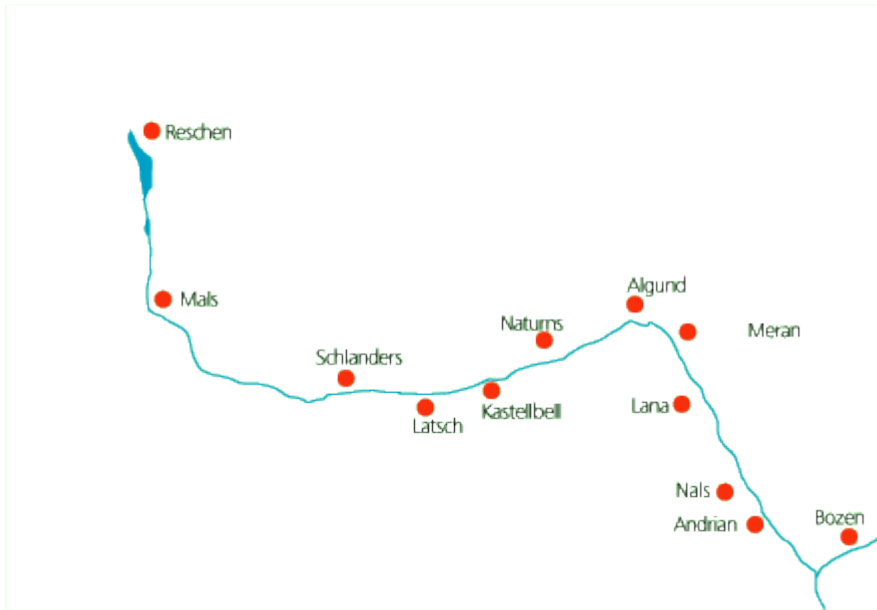 Reschen
Mals
Algund
Naturns
Meran
Schlanders
Kastellbell
Lana
Latsch
Nals
Andrian
Bozen